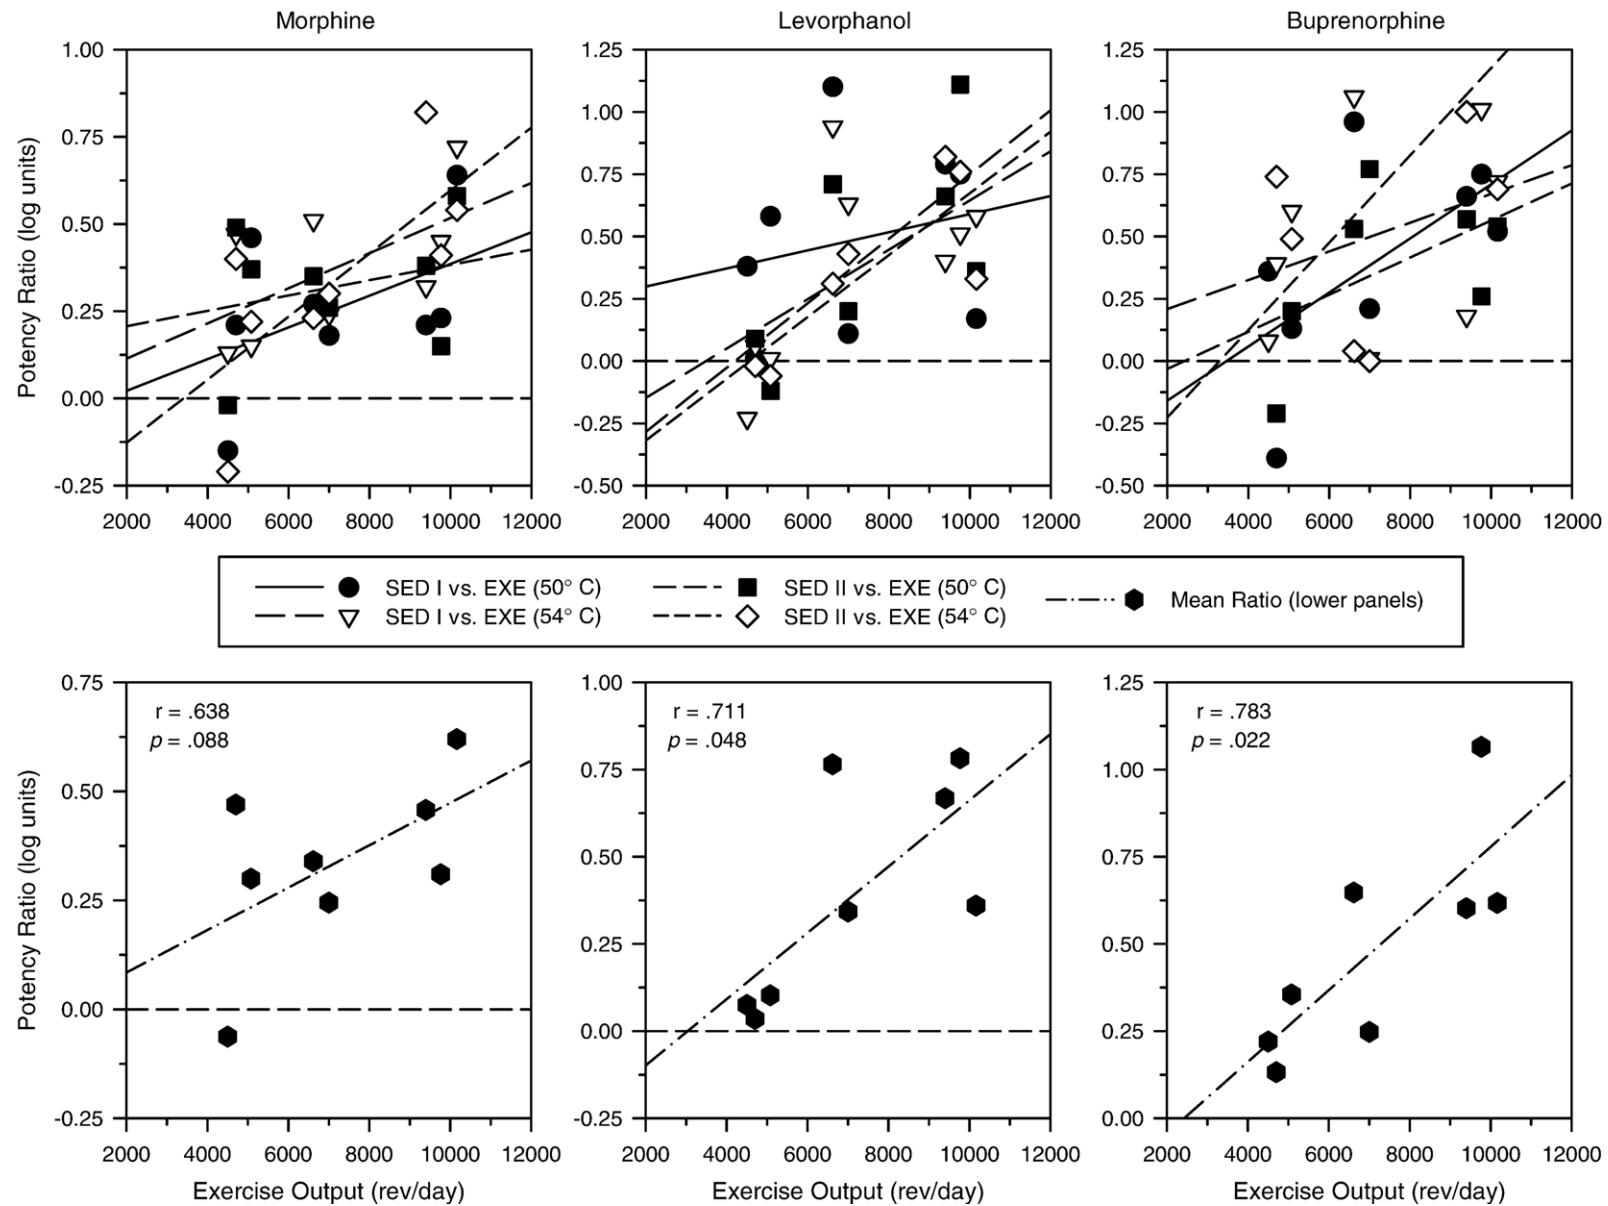 Morphine
Levorphanol
Buprenorphine
Potency Ratio (log units)
1.00
0.75
0.50
0.25
0.00
-0.25
2000 4000 6000 8000 10000 12000
1.25
1.00
0.75
0.50
0.25
0.00
-0.25
-0.50
2000 4000 6000 8000 10000 12000
1.25
1.00
0.75
0.50
0.25
0.00
-0.25
-0.50
2000 4000 6000 8000 10000 12000
SED I vs. EXE (50° C)
SED I vs. EXE (54° C)
SED II vs. EXE (50° C)
SED II vs. EXE (54° C)
Mean Ratio (lower panels)
Potency Ratio (log units)
0.75
0.50
0.25
0.00
-0.25
r = .638
p = .088
2000 4000 6000 8000 10000 12000
Exercise Output (rev/day)
1.00
0.75
0.50
0.25
0.00
-0.25
r = .711
p = .048
2000 4000 6000 8000 10000 12000
Exercise Output (rev/day)
1.25
1.00
0.75
0.50
0.25
0.00
r = .783
p = .022
2000 4000 6000 8000 10000 12000
Exercise Output (rev/day)